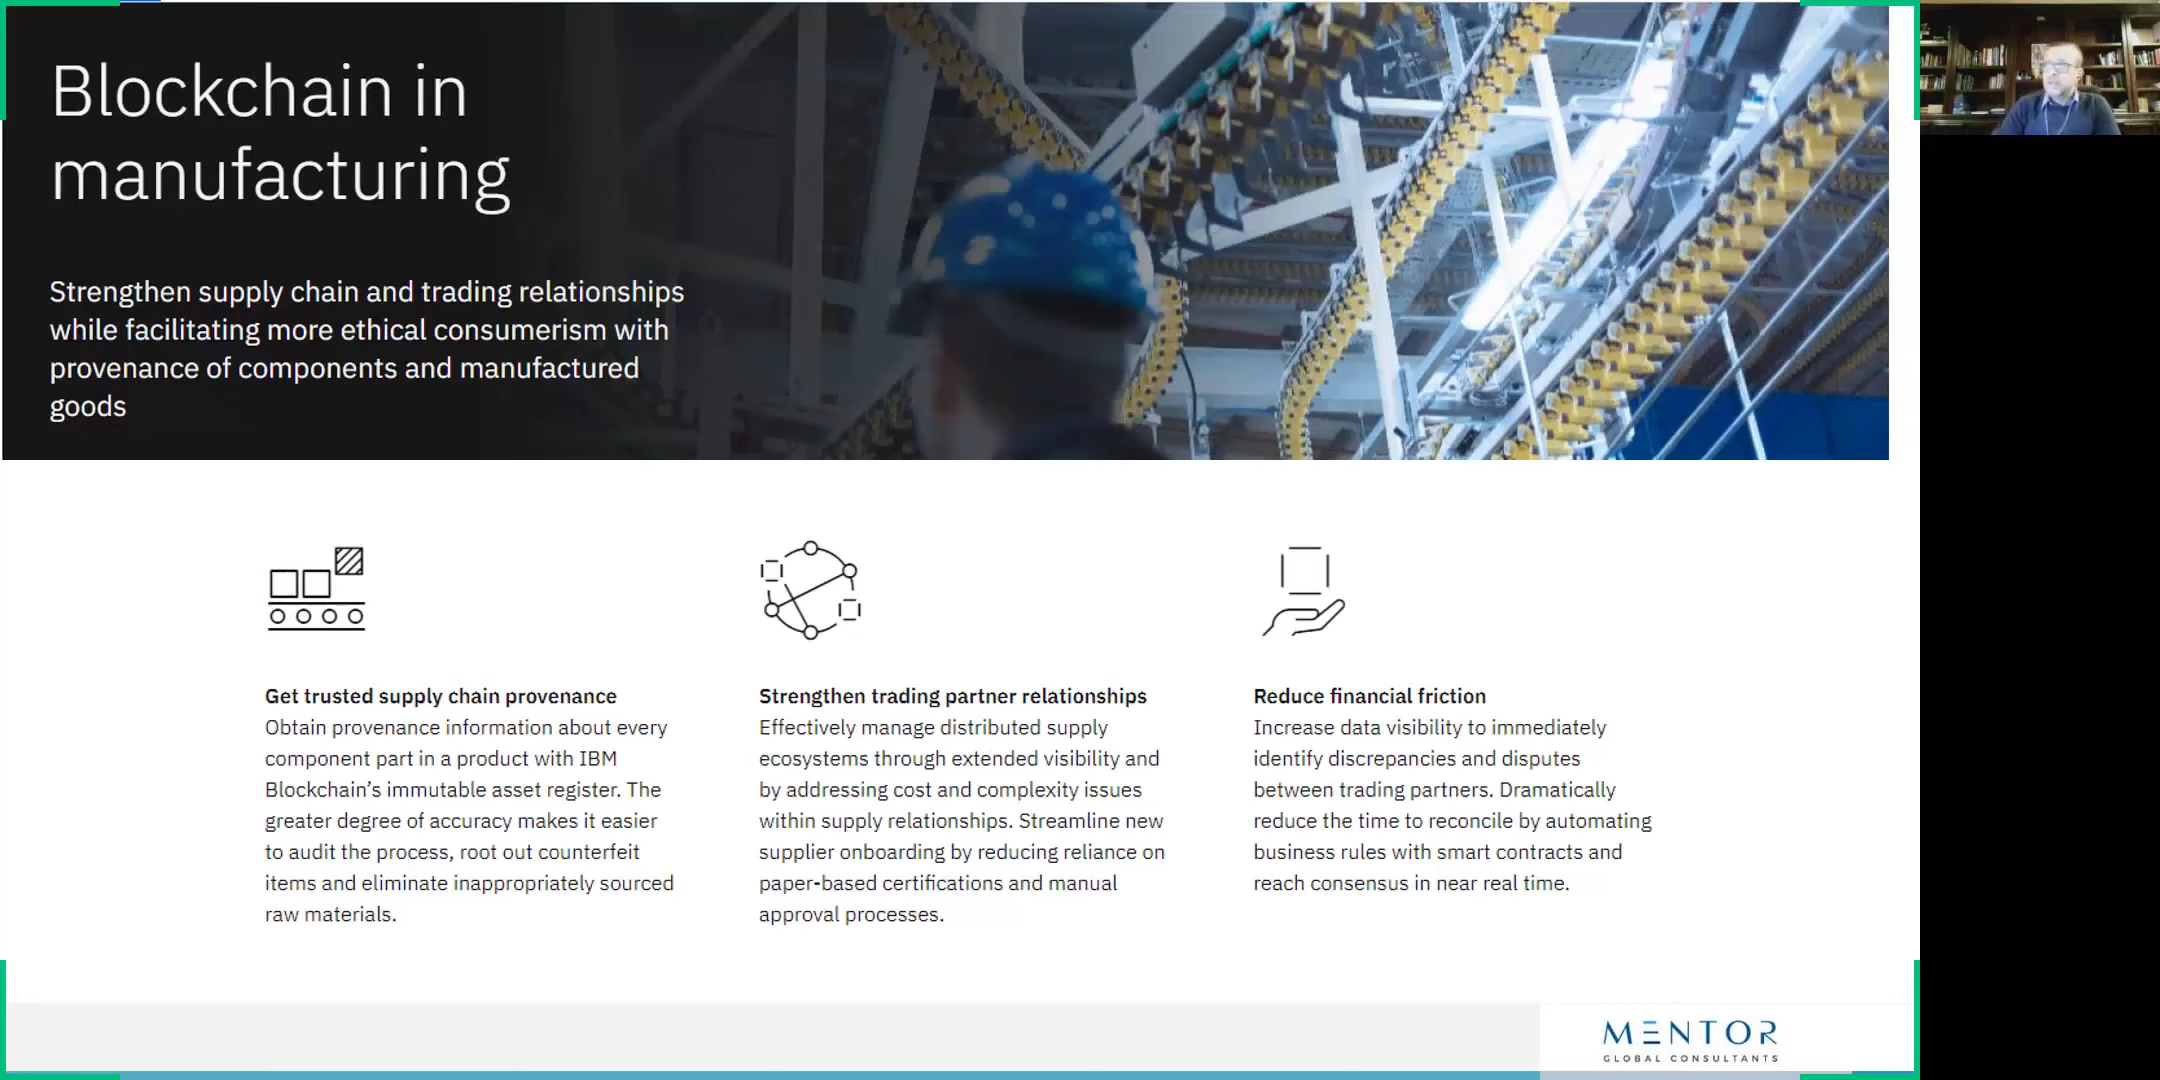 Blockchain in
manufacturing
Strengthen supply chain and trading relationships
while facilitating more ethical consumerism with
provenance of components and manufactured
goods
Get trusted supply chain provenance
Obtain provenance information about every
component part in a product with IBM
Blockchain’s immutable asset register. The
greater degree of accuracy makes it easier
to audit the process, root out counterfeit
items and eliminate inappropriately sourced
raw materials.
Strengthen trading partner relationships
Effectively manage distributed supply
ecosystems through extended visibility and
by addressing cost and complexity issues
within supply relationships. Streamline new
supplier onboarding by reducing reliance on
paper-based certifications and manual
approval processes.
Reduce financial friction
Increase data visibility to immediately
identify discrepancies and disputes
between trading partners. Dramatically
reduce the time to reconcile by automating
business rules with smart contracts and
reach consensus in near real time.
MENTOR
GLOBAL CONSULTANTS